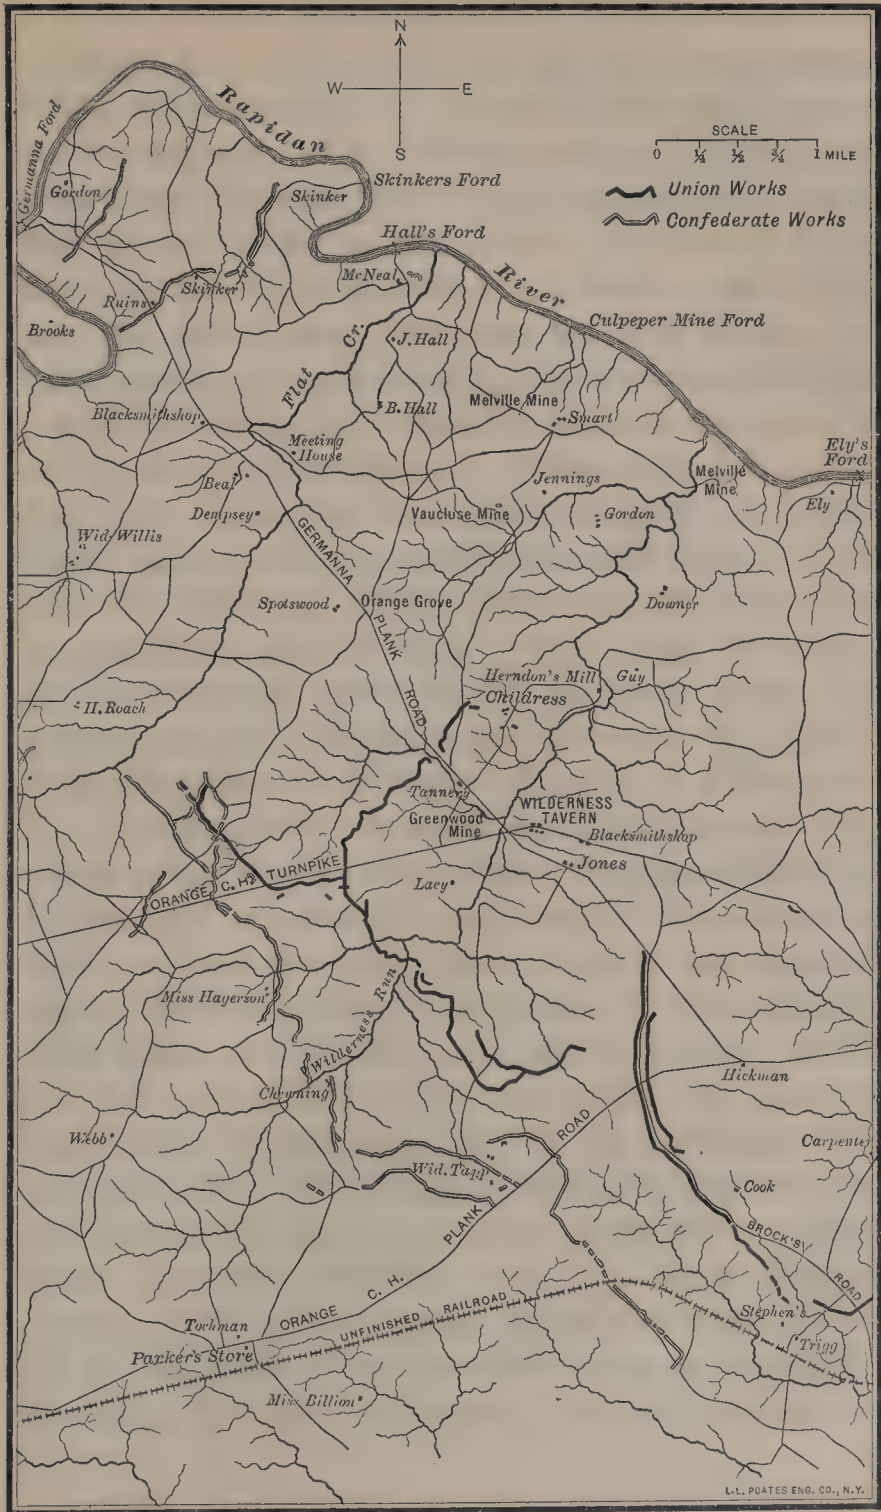 N
W
E
S
SCALE
0 ¼ ½ ¾ 1 MILE
Union Works
Confederate Works
Rapidan
River
Germanna Ford
Gordon
Skinkers Ford
Skinker
Hall's Ford
McNeal
Skinker
Ruins
Brooks
Culpeper Mine Ford
J. Hall
Flat Cr.
B. Hall
Melville Mine
Smart
Blacksmithshop
Meeting
House
Ely's
Ford
Melville
Mine
Ely
Beal
Jennings
Dempsey
Vaucluse Mine
Gordon
Wid. Willis
GERMANNA
PLANK
ROAD
Spotswood
Orange Grove
Downer
Herndon's Mill
Guy
Childress
H. Roach
Tannery
Greenwood
Mine
WILDERNESS
TAVERN
Blacksmithshop
Jones
ORANGE C. H. TURNPIKE
Lacy
Miss Hagerson
Wilderness Run
Chewning
Hickman
Webb
Carpenter
Wid. Tapp
Cook
ORANGE C. H. PLANK ROAD
BROCK'S ROAD
UNFINISHED RAILROAD
Stephen's
Trigg
Tochman
Parker's Store
Miss Billion
L.L. POATES ENG. CO., N.Y.